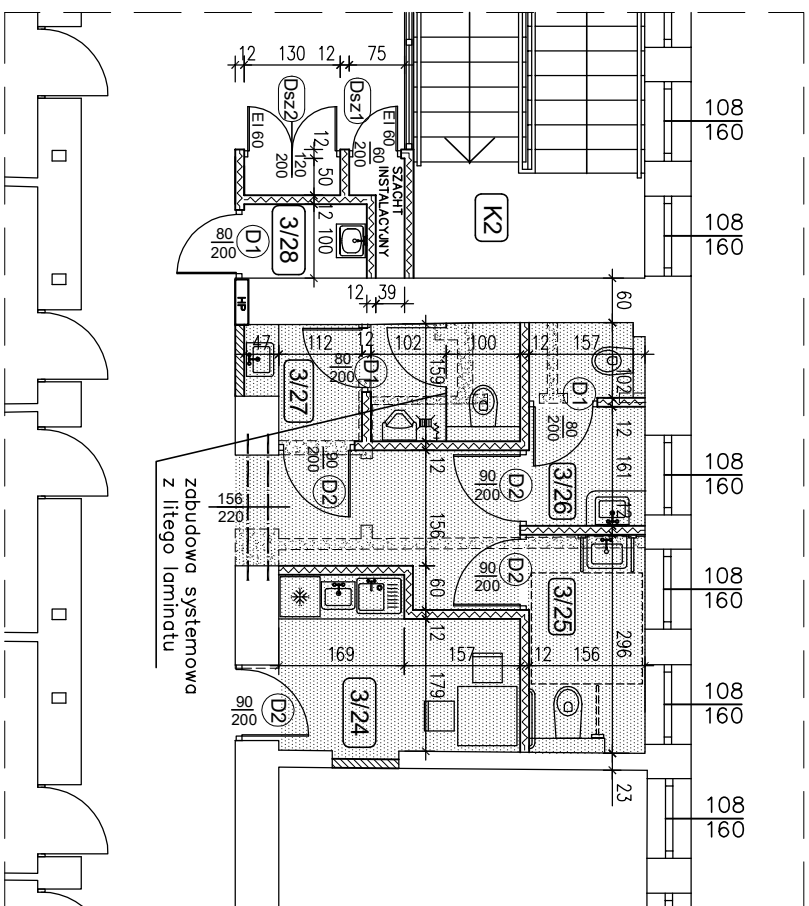 12 130 12 75
Dsz2
Dsz1
EI 60
120
200
EI 60
60
200
12
50
SZACHT
INSTALACYJNY
K2
108
160
108
160
12
100
3/28
80
200
D1
HP
12 39
60
47 112 12 102 100 12 157
80
200
D1
159
102
3/27
D1
80
200
12
161
12
3/26
90
200
D2
90
200
D2
12
156
156
220
108
160
zabudowa systemowa
z litego laminatu
90
200
D2
60
12
3/25
296
108
160
169 157 12 156
179
3/24
90
200
D2
108
160
23
108
160